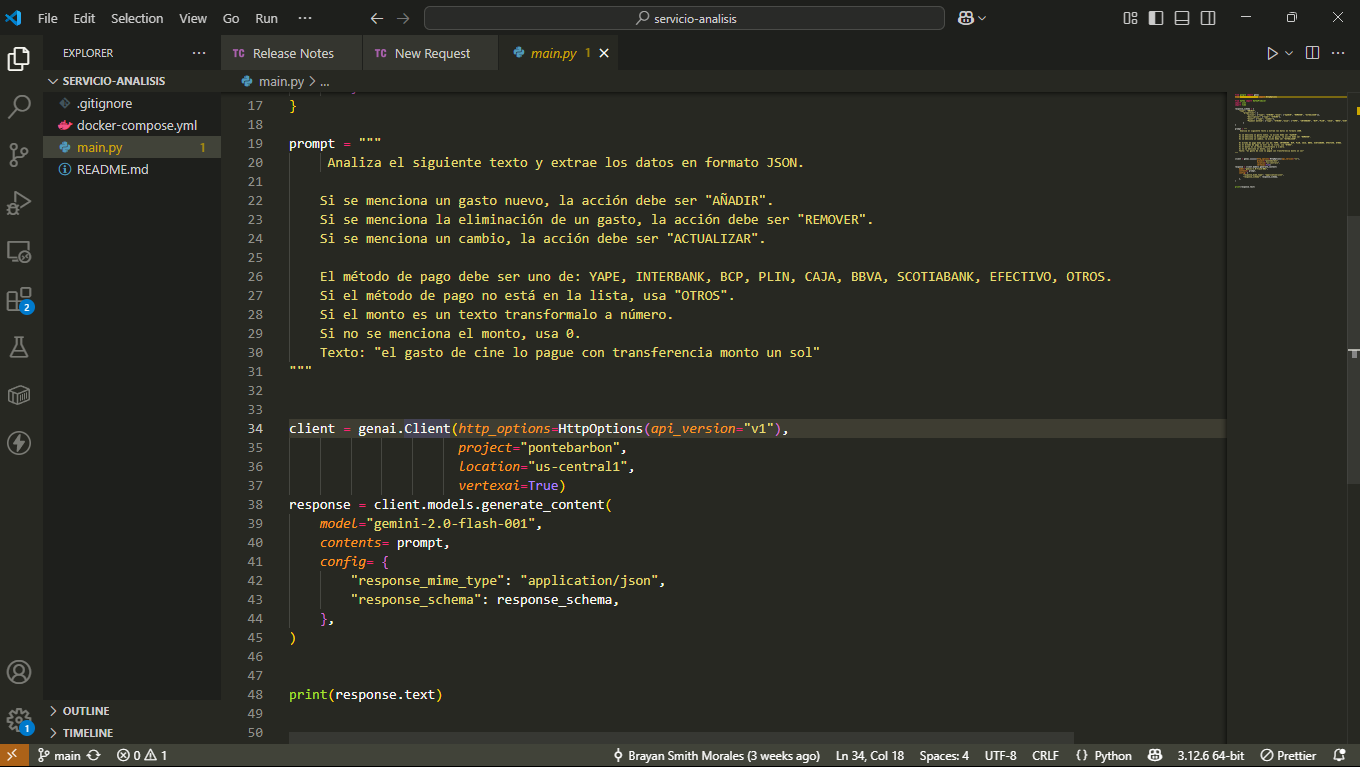 File Edit Selection View Go Run ... servicio-analisis
EXPLORER ...
TC Release Notes TC New Request main.py 1
SERVICIO-ANALISIS
main.py > ...
.gitignore
docker-compose.yml
main.py 1
README.md
17 }
18
19 prompt = """
20 Analiza el siguiente texto y extrae los datos en formato JSON.
21
22 Si se menciona un gasto nuevo, la acción debe ser "AÑADIR".
23 Si se menciona la eliminación de un gasto, la acción debe ser "REMOVER".
24 Si se menciona un cambio, la acción debe ser "ACTUALIZAR".
25
26 El método de pago debe ser uno de: YAPE, INTERBANK, BCP, PLIN, CAJA, BBVA, SCOTIABANK, EFECTIVO, OTROS.
27 Si el método de pago no está en la lista, usa "OTROS".
28 Si el monto es un texto transformalo a número.
29 Si no se menciona el monto, usa 0.
30 Texto: "el gasto de cine lo pague con transferencia monto un sol"
31 """
32
33
34 client = genai.Client(http_options=HttpOptions(api_version="v1"),
35 project="pontebarbon",
36 location="us-central1",
37 vertexai=True)
38 response = client.models.generate_content(
39 model="gemini-2.0-flash-001",
40 contents= prompt,
41 config= {
42 "response_mime_type": "application/json",
43 "response_schema": response_schema,
44 },
45 )
46
47
48 print(response.text)
49
50
2
1
OUTLINE
TIMELINE
main 0 1 Brayan Smith Morales (3 weeks ago) Ln 34, Col 18 Spaces: 4 UTF-8 CRLF {} Python 3.12.6 64-bit Prettier